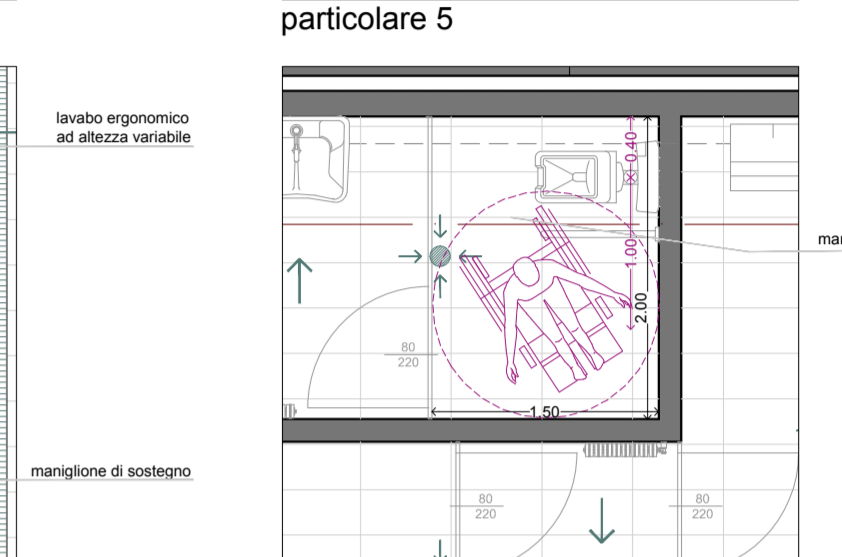 particolare 5
lavabo ergonomico
ad altezza variabile
maniglione di sostegno
0.40
1.00
2.00
1.50
80
220
80
220
80
220